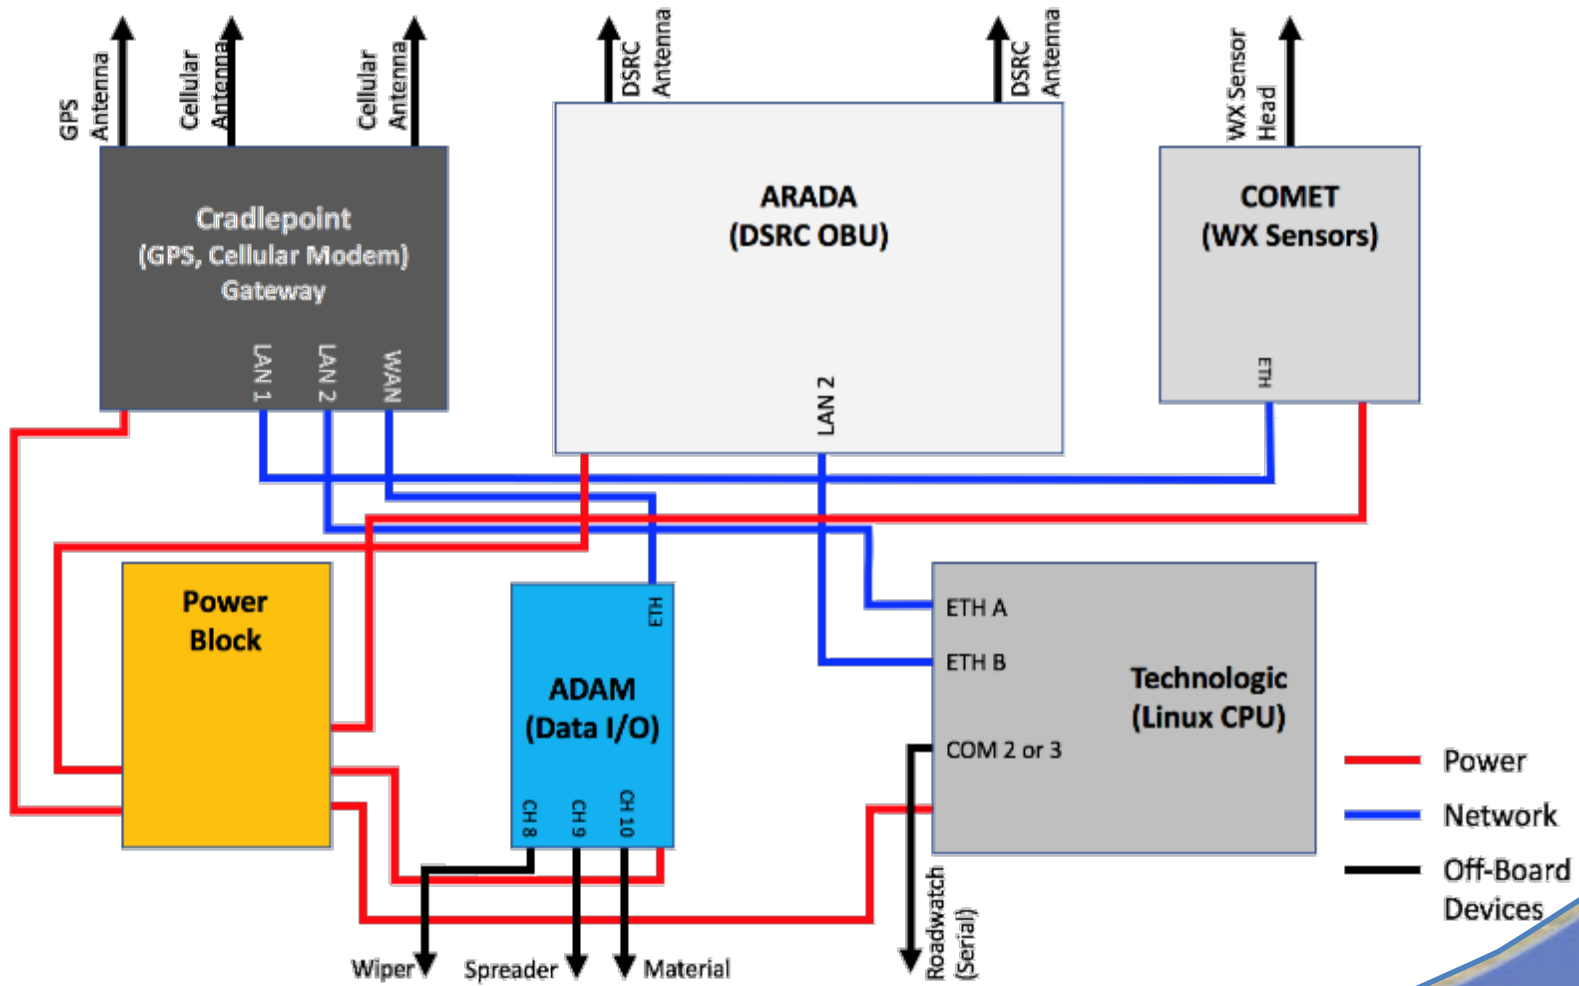 GPS
Antenna
Cellular
Antenna
Cellular
Antenna
DSRC
Antenna
DSRC
Antenna
WX Sensor
Head
Cradlepoint
(GPS, Cellular Modem)
Gateway
LAN 1
LAN 2
WAN
ARADA
(DSRC OBU)
LAN 2
COMET
(WX Sensors)
ETH
Power
Block
ETH
ADAM
(Data I/O)
CH 8
CH 9
CH 10
ETH A
ETH B
COM 2 or 3
Technologic
(Linux CPU)
Power
Network
Off-Board
Devices
Wiper
Spreader
Material
Roadwatch
(Serial)